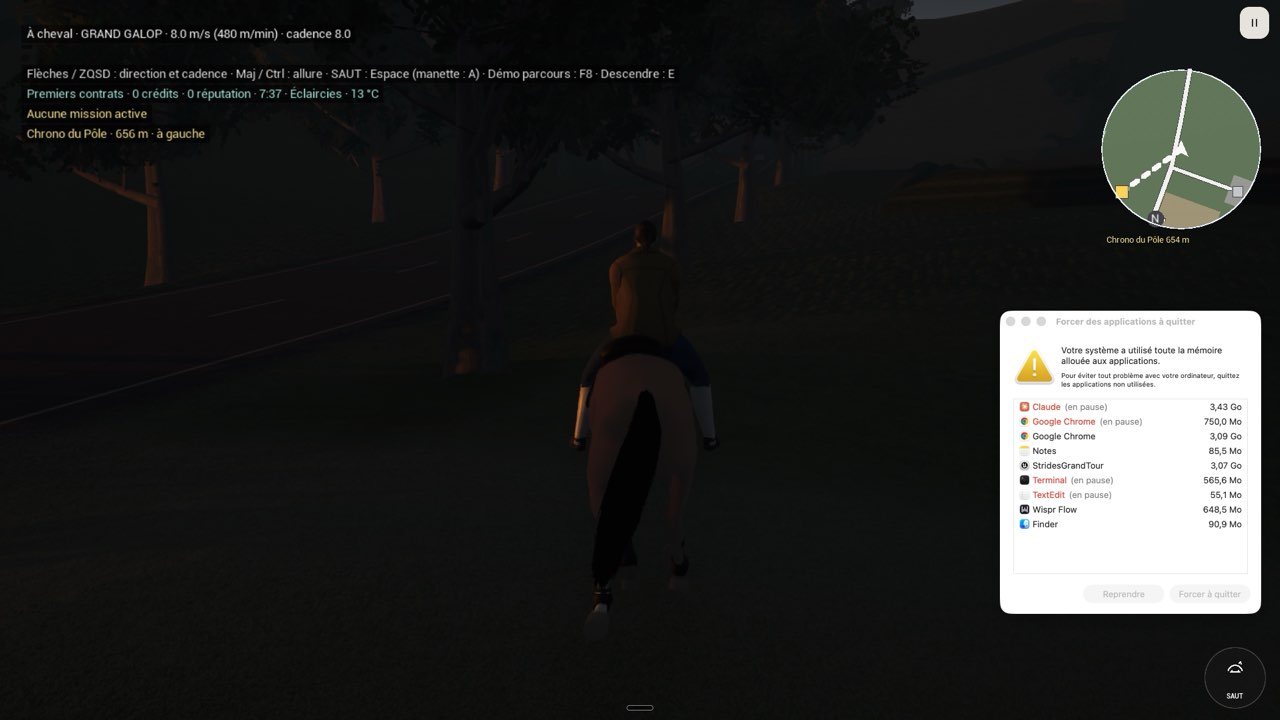 À cheval · GRAND GALOP · 8.0 m/s (480 m/min) · cadence 8.0
Flèches / ZQSD : direction et cadence · Maj / Ctrl : allure · SAUT : Espace (manette : A) · Démo parcours : F8 · Descendre : E
Premiers contrats · 0 crédits · 0 réputation · 7:37 · Éclaircies · 13 °C
Aucune mission active
Chrono du Pôle · 656 m · à gauche
N
Chrono du Pôle 654 m
Forcer des applications à quitter
Votre système a utilisé toute la mémoire
allouée aux applications.
Pour éviter tout problème avec votre ordinateur, quittez
les applications non utilisées.
Claude (en pause) 3,43 Go
Google Chrome (en pause) 750,0 Mo
Google Chrome 3,09 Go
Notes 85,5 Mo
StridesGrandTour 3,07 Go
Terminal (en pause) 565,6 Mo
TextEdit (en pause) 55,1 Mo
Wispr Flow 648,5 Mo
Finder 90,9 Mo
Reprendre Forcer à quitter
SAUT